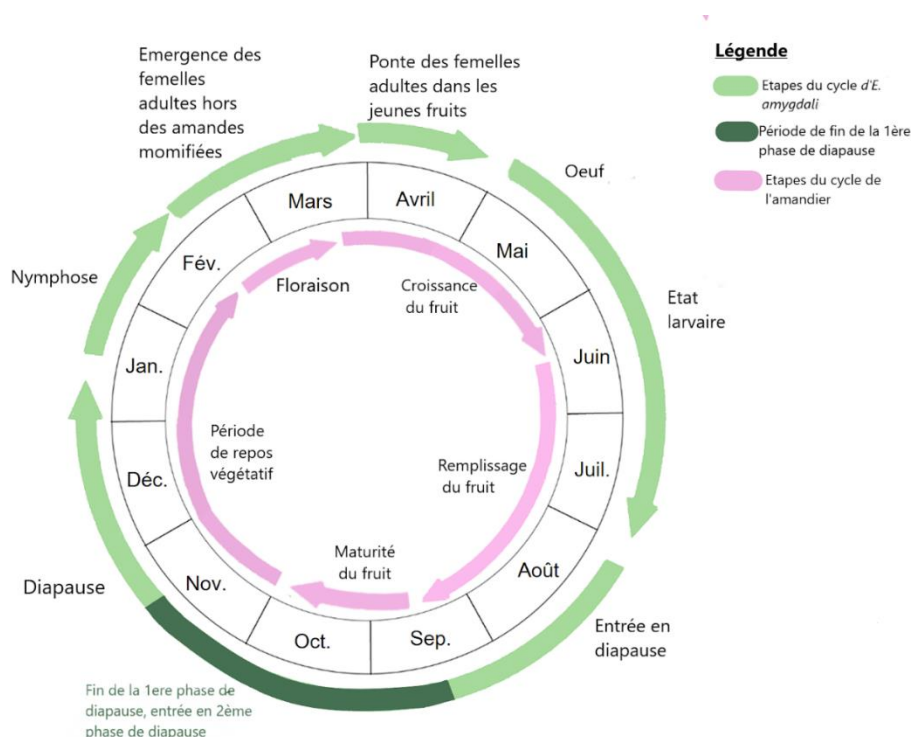 Emergence des
femelles
adultes hors
des amandes
momifiées
Ponte des femelles
adultes dans les
jeunes fruits
Légende
Etapes du cycle d'E.
amygdali
Période de fin de la 1ère
phase de diapause
Etapes du cycle de
l'amandier
Oeuf
Nymphose
Etat
larvaire
Entrée en
diapause
Diapause
Fin de la 1ere phase de
diapause, entrée en 2ème
phase de diapause
Jan.
Fév.
Mars
Avril
Mai
Juin
Juil.
Août
Sep.
Oct.
Nov.
Déc.
Floraison
Croissance
du fruit
Remplissage
du fruit
Maturité
du fruit
Période
de repos
végétatif